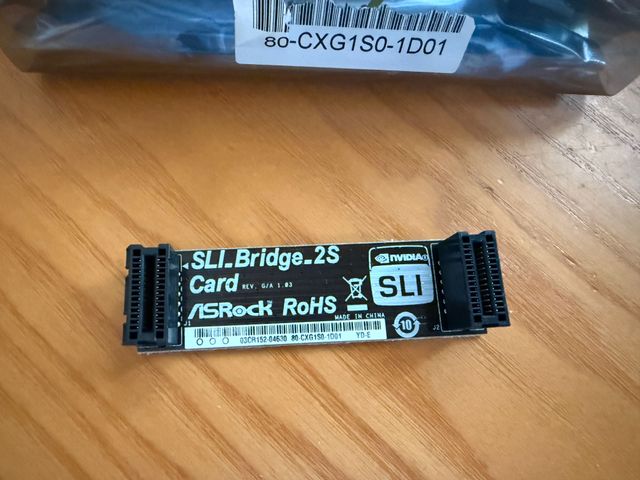 80-CXG1S0-1D01
SLI_Bridge_2S
Card REV. G/A 1.03
ASRock RoHS
NVIDIA®
SLI
MADE IN CHINA
10
J1
J2
03CR152-04630 80-CXG1S0-1D01 YD-E